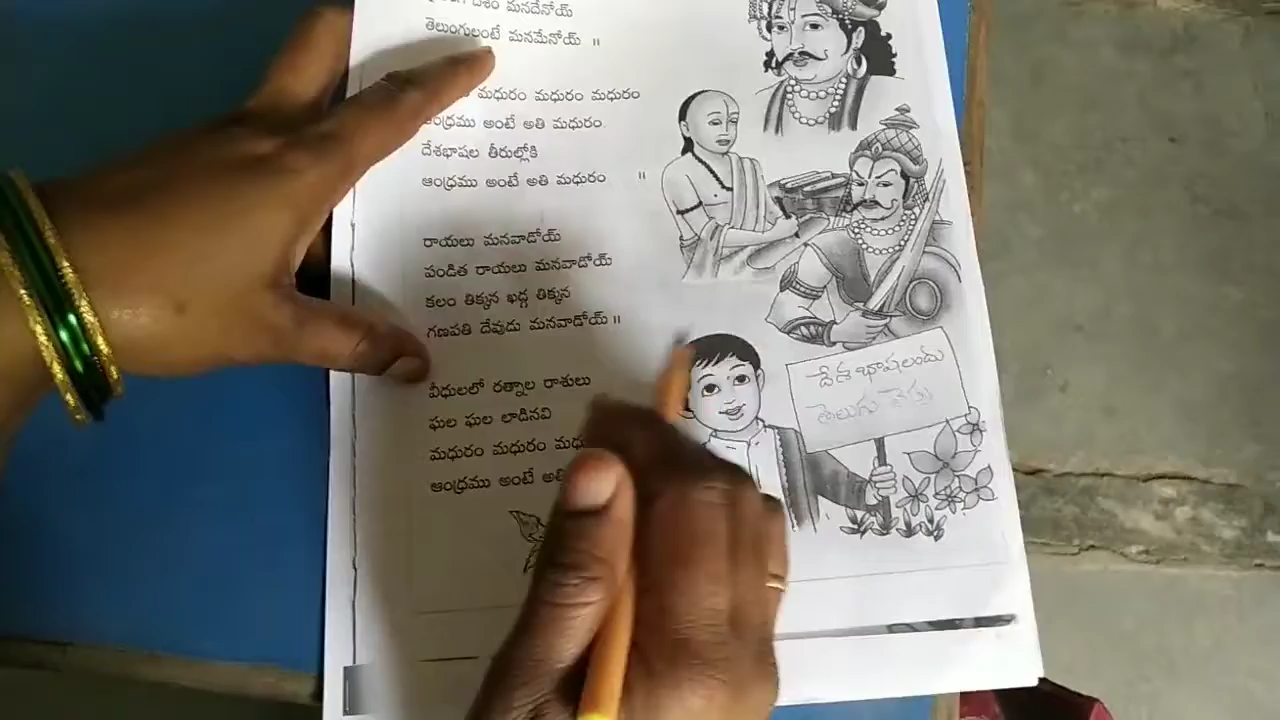 దేశం మనదేనోయ్
తెలుంగులంటే మనమేనోయ్ ॥
మధురం మధురం మధురం
ఆంధ్రము అంటే అతి మధురం.
దేశభాషల తీరుల్లోకి
ఆంధ్రము అంటే అతి మధురం ॥
రాయలు మనవాడోయ్
పండిత రాయలు మనవాడోయ్
కలం తిక్కన ఖడ్గ తిక్కన
గణపతి దేవుడు మనవాడోయ్ ॥
వీధులలో రత్నాల రాశులు
ఘల ఘల లాడినవి
మధురం మధురం
ఆంధ్రము అంటే
దేశ భాషలందు
తెలుగు లెస్స